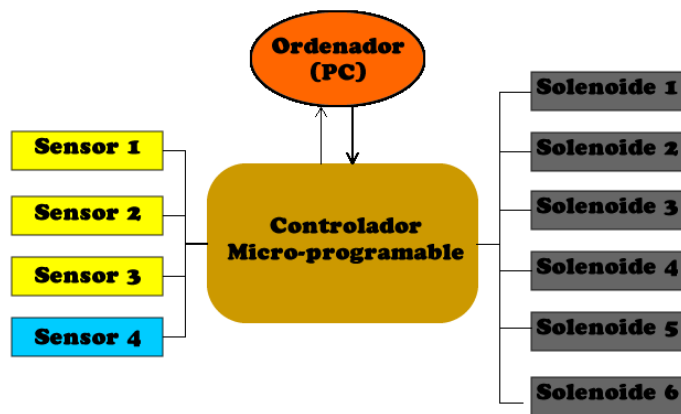 Ordenador
(PC)
Sensor 1
Sensor 2
Sensor 3
Sensor 4
Controlador
Micro-programable
Solenoide 1
Solenoide 2
Solenoide 3
Solenoide 4
Solenoide 5
Solenoide 6